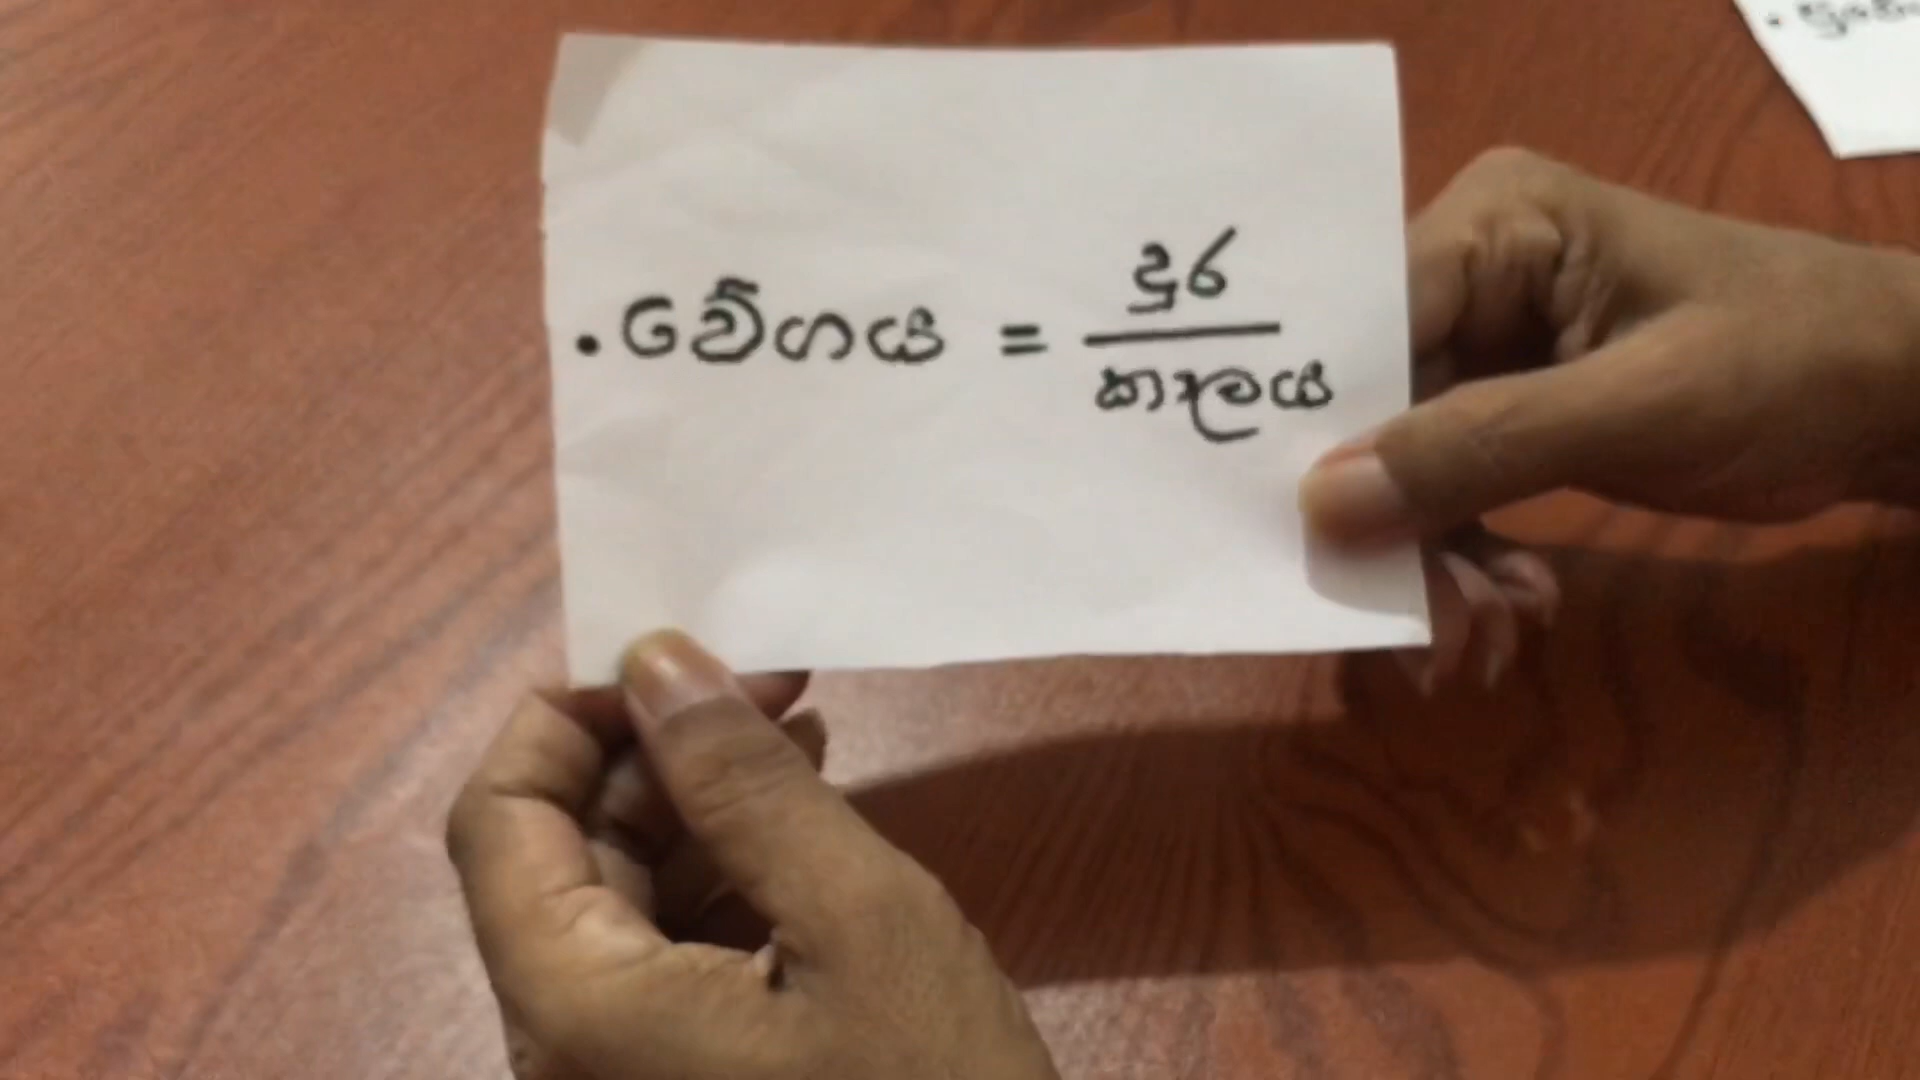 • වේගය = දුර / කාලය